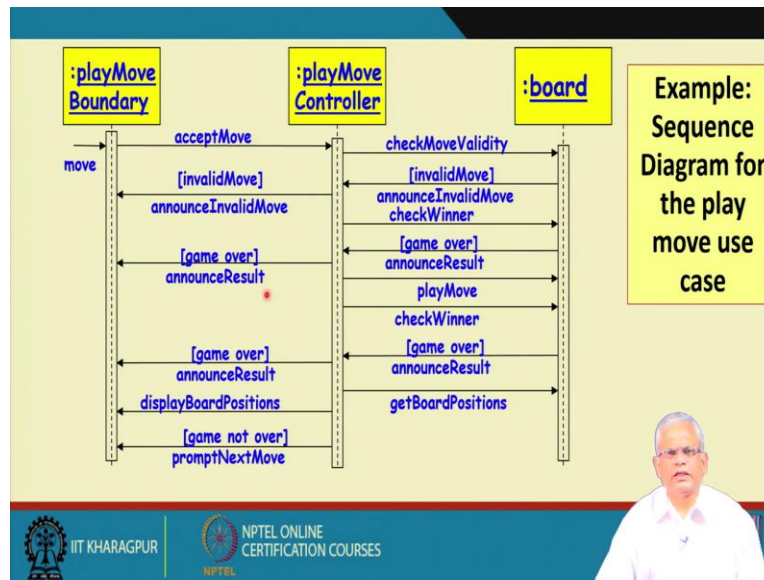 :playMove
Boundary
:playMove
Controller
:board
Example:
Sequence
Diagram for
the play
move use
case
move
acceptMove
checkMoveValidity
[invalidMove]
announceInvalidMove
[invalidMove]
announceInvalidMove
checkWinner
[game over]
announceResult
[game over]
announceResult
playMove
checkWinner
[game over]
announceResult
[game over]
announceResult
displayBoardPositions
getBoardPositions
[game not over]
promptNextMove
IIT KHARAGPUR
NPTEL
NPTEL ONLINE
CERTIFICATION COURSES